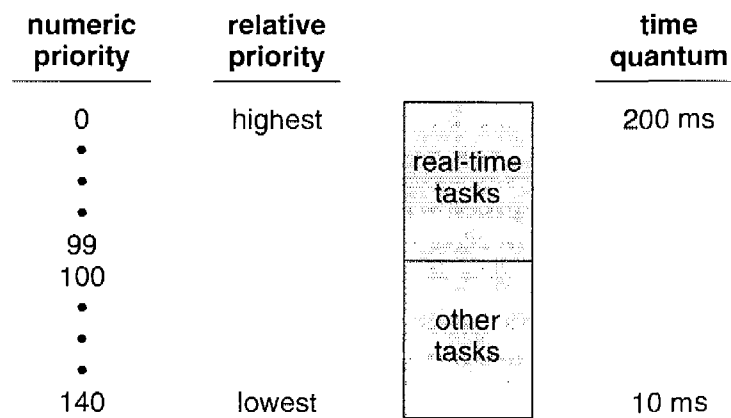 numeric priority relative priority time quantum
0 highest 200 ms
•
•
•
real-time
tasks
99
100
•
•
•
other
tasks
140 lowest 10 ms